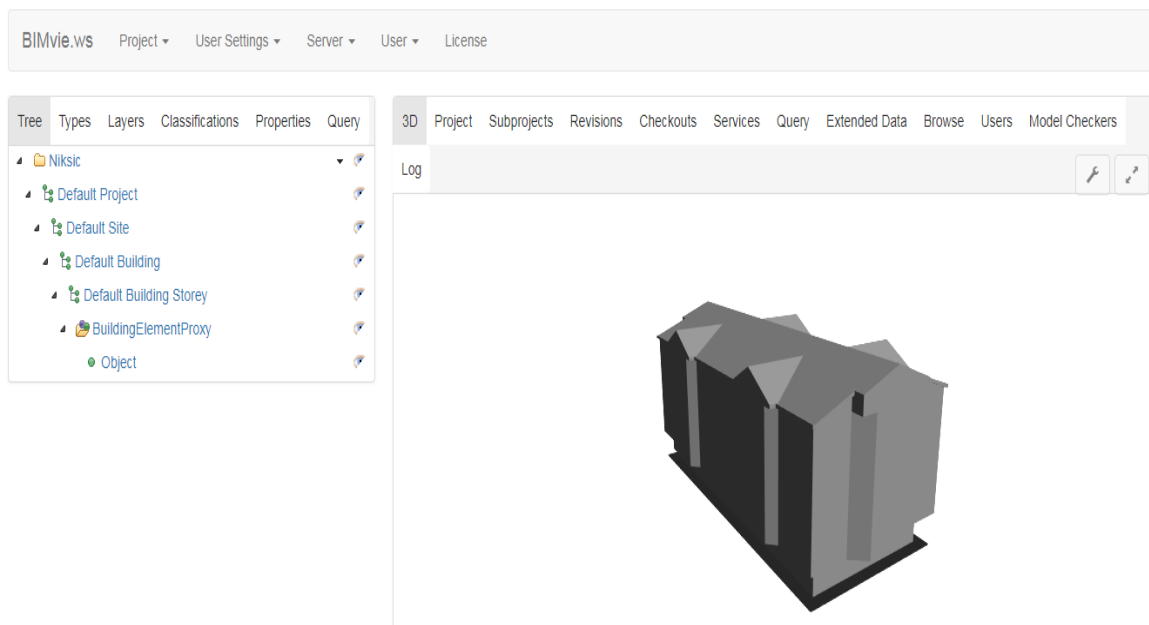 BIMvie.ws Project User Settings Server User License
Tree Types Layers Classifications Properties Query
Niksic
Default Project
Default Site
Default Building
Default Building Storey
BuildingElementProxy
Object
3D Project Subprojects Revisions Checkouts Services Query Extended Data Browse Users Model Checkers
Log